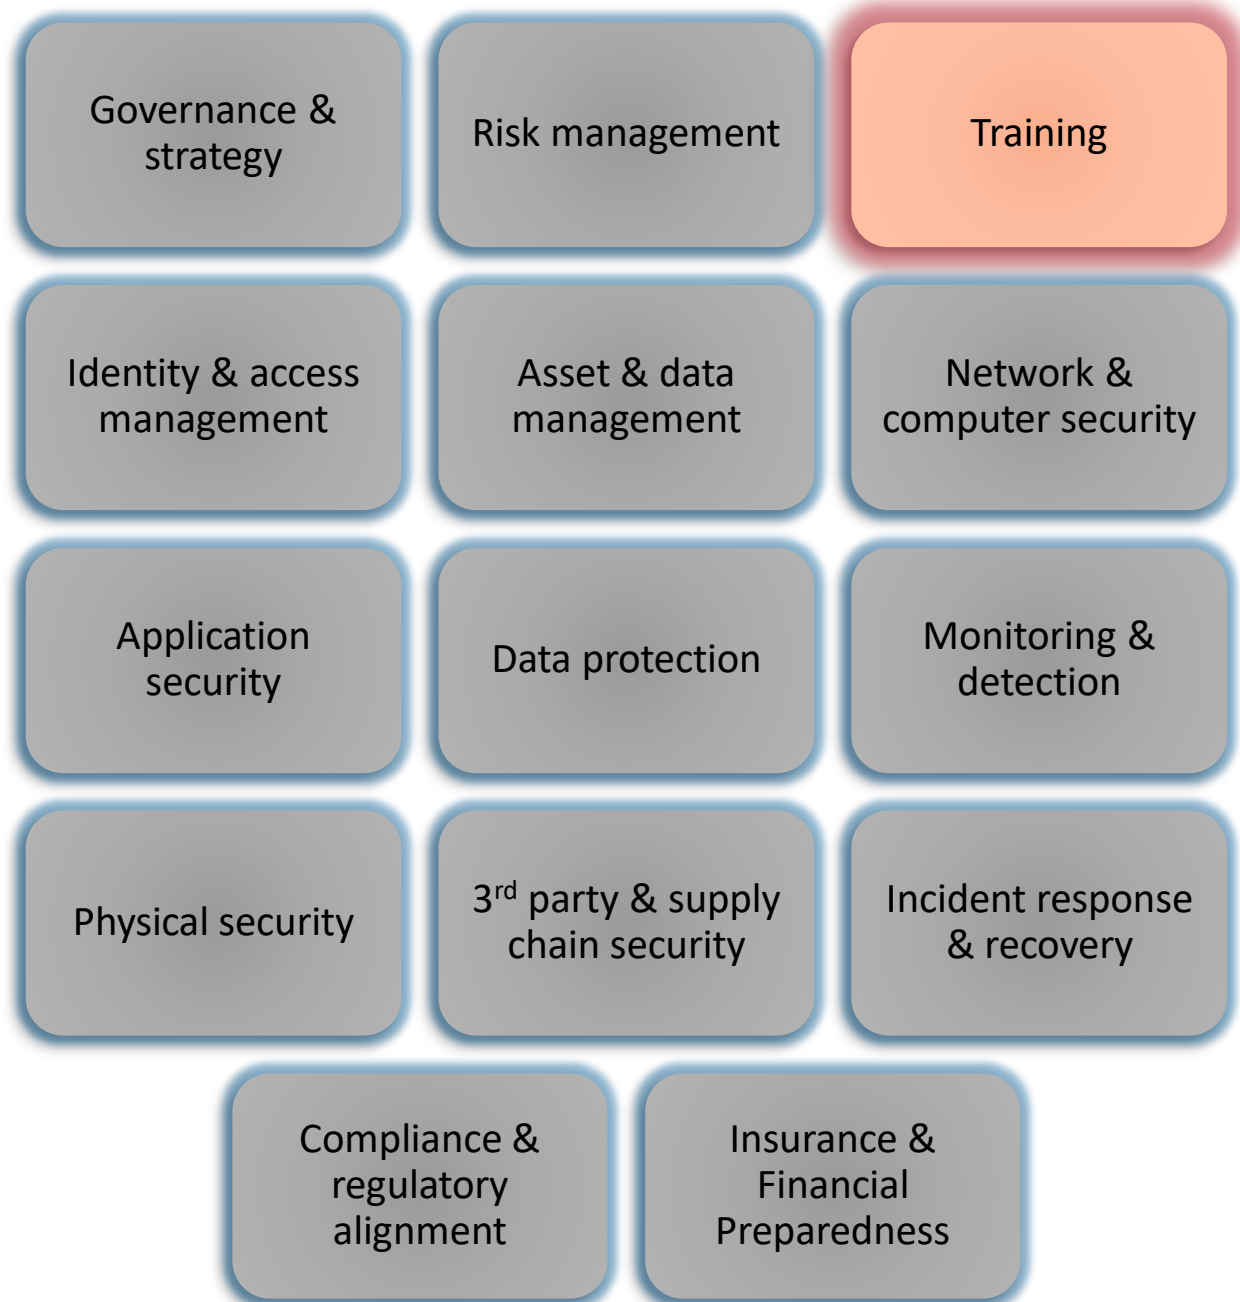 Governance &
strategy
Risk management
Training
Identity & access
management
Asset & data
management
Network &
computer security
Application
security
Data protection
Monitoring &
detection
Physical security
3rd party & supply
chain security
Incident response
& recovery
Compliance &
regulatory
alignment
Insurance &
Financial
Preparedness